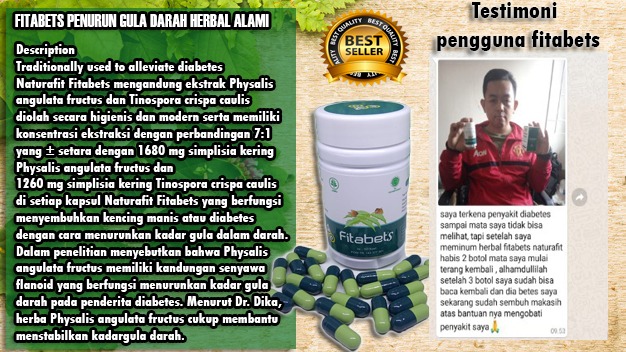 FITABETS PENURUN GULA DARAH HERBAL ALAMI
Description
Traditionally used to alleviate diabetes
Naturafit Fitabets mengandung ekstrak Physalis
angulata fructus dan Tinospora crispa caulis
diolah secara higienis dan modern serta memiliki
konsentrasi ekstraksi dengan perbandingan 7:1
yang ± setara dengan 1680 mg simplisia kering
Physalis angulata fructus dan
1260 mg simplisia kering Tinospora crispa caulis
di setiap kapsul Naturafit Fitabets yang berfungsi
menyembuhkan kencing manis atau diabetes
dengan cara menurunkan kadar gula dalam darah.
Dalam penelitian menyebutkan bahwa Physalis
angulata fructus memiliki kandungan senyawa
flanoid yang berfungsi menurunkan kadar gula
darah pada penderita diabetes. Menurut Dr. Dika,
herba Physalis angulata fructus cukup membantu
menstabilkan kadargula darah.
BEST QUALITY
BEST
SELLER
BEST QUALITY
Fitabets
Testimoni
pengguna fitabets
AON
saya terkena penyakit diabetes
sampai mata saya tidak bisa
melihat, tapi setelah saya
meminum herbal fitabets naturafit
habis 2 botol mata saya mulai
terang kembali , alhamdullilah
setelah 3 botol saya sudah bisa
baca kembali dan dia betes saya
sekarang sudah sembuh makasih
atas bantuan nya mengobati
penyakit saya🙏
09.53